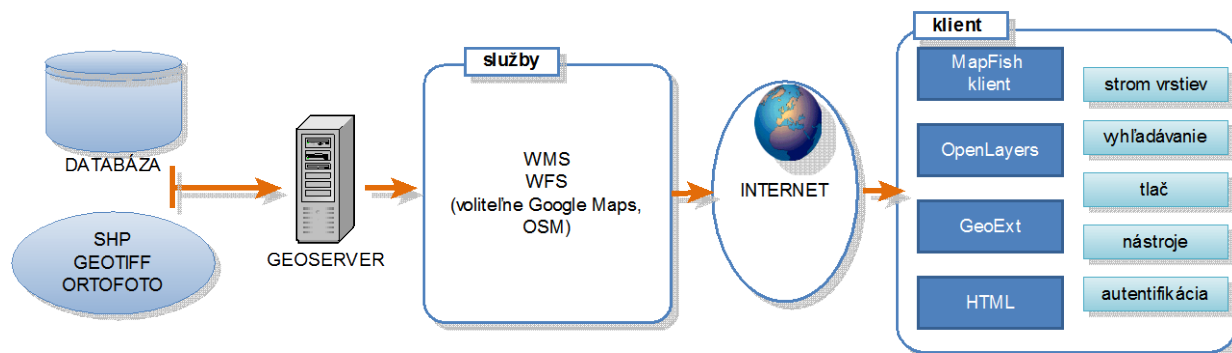 DATABÁZA
SHP
GEOTIFF
ORTOFOTO
GEOSERVER
služby
WMS
WFS
(voliteľne Google Maps,
OSM)
INTERNET
klient
MapFish
klient
OpenLayers
GeoExt
HTML
strom vrstiev
vyhľadávanie
tlač
nástroje
autentifikácia